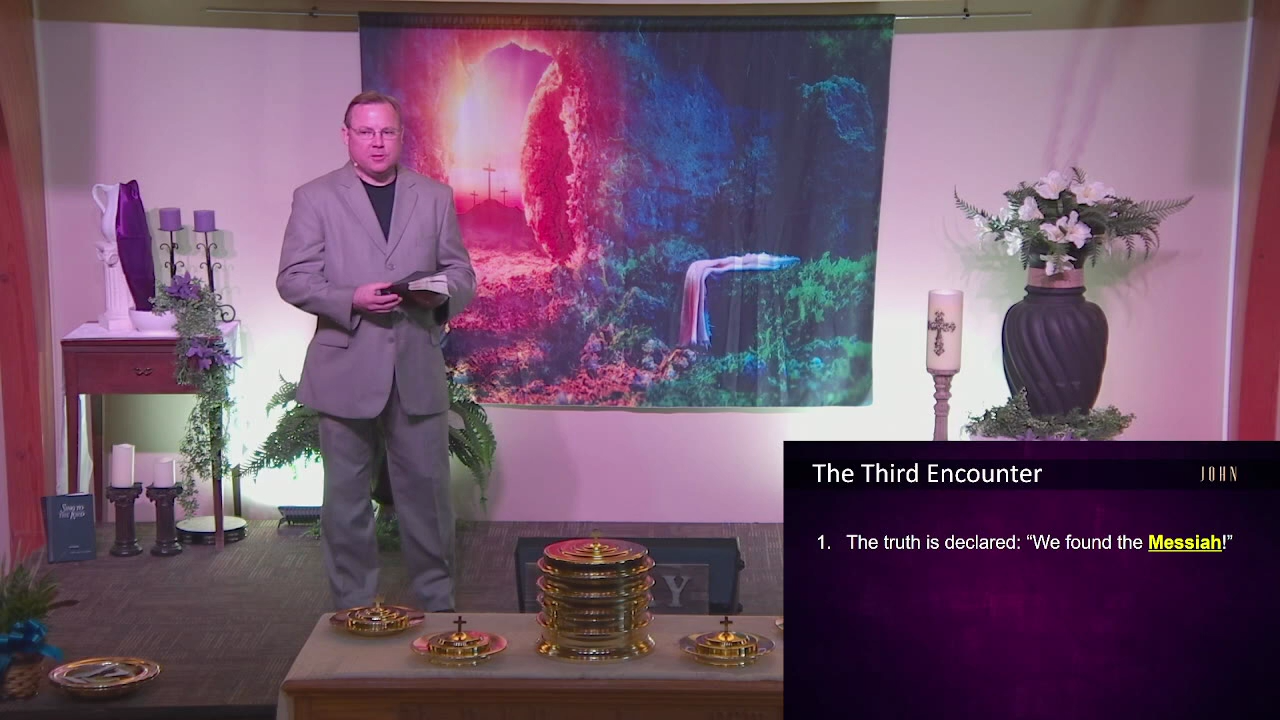 The Third Encounter
JOHN
1. The truth is declared: “We found the Messiah!”
Y